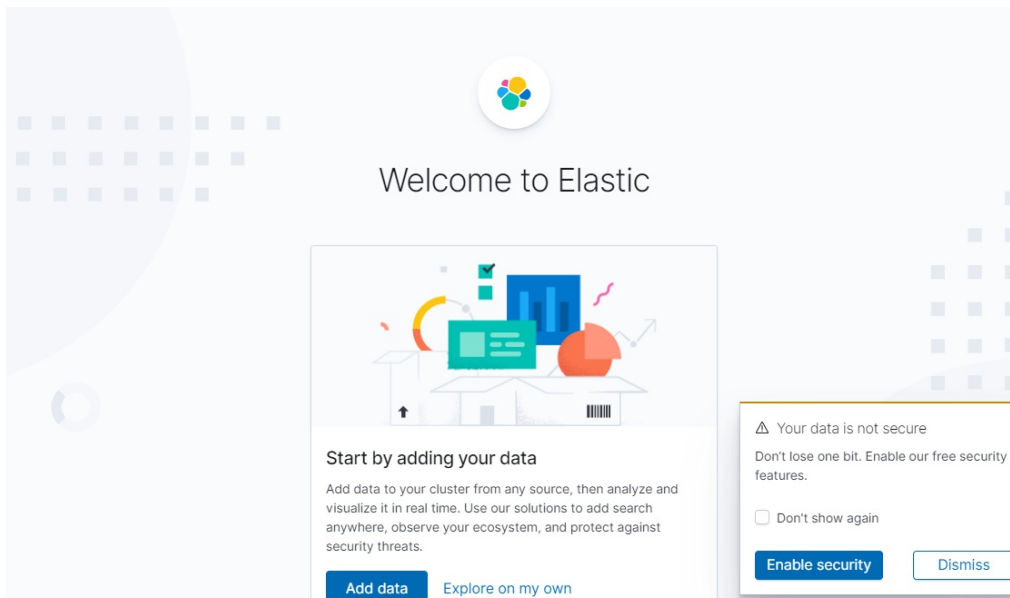 Welcome to Elastic
Start by adding your data
Add data to your cluster from any source, then analyze and
visualize it in real time. Use our solutions to add search
anywhere, observe your ecosystem, and protect against
security threats.
Add data
Explore on my own
Your data is not secure
Don't lose one bit. Enable our free security
features.
Don't show again
Enable security
Dismiss